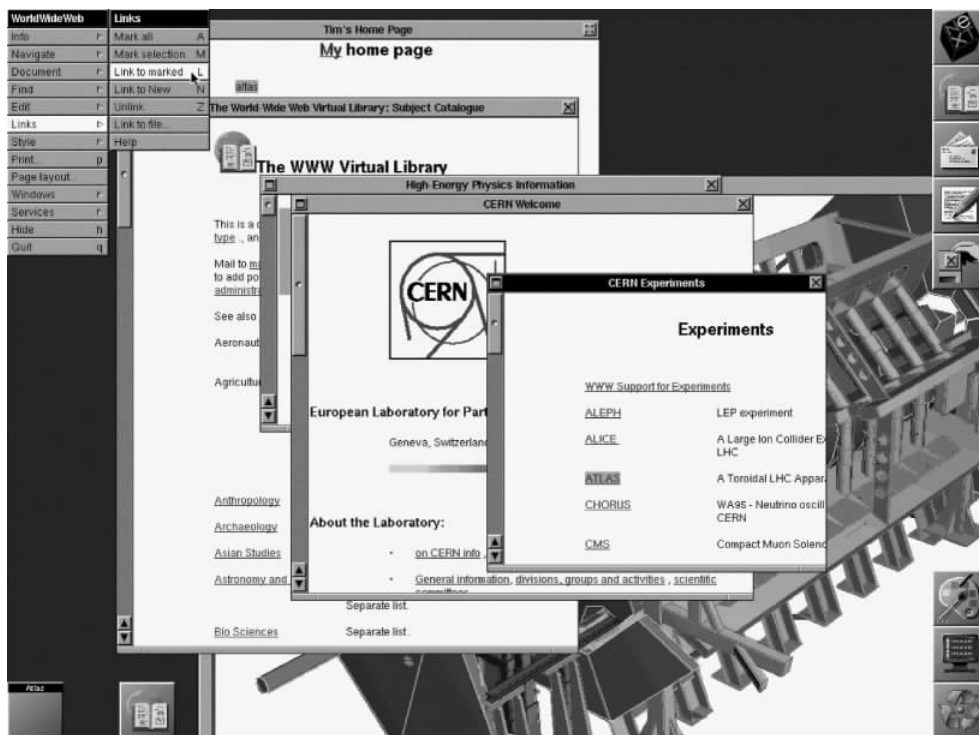 WorldWideWeb
Info
Navigate
Document
Find
Edit
Links
Style
Print... p
Page layout..
Windows
Services
Hide h
Quit q
Links
Mark all A
Mark selection M
Link to marked L
Link to New N
Unlink Z
Link to file...
Help
Tim's Home Page
My home page
atlas
The World Wide Web Virtual Library: Subject Catalogue
The WWW Virtual Library
This is a
type ., an
Mail to
to add po
administr
See also
Aeronaut
Agricultu
Anthropology
Archaeology
Asian Studies
Astronomy and
Separate list.
Bio Sciences Separate list.
High-Energy Physics Information
CERN Welcome
CERN
European Laboratory for Part
Geneva, Switzerland
About the Laboratory:
· on CERN info ,
· General information, divisions, groups and activities , scientific
committees
CERN Experiments
Experiments
WWW Support for Experiments
ALEPH LEP experiment
ALICE A Large Ion Collider Ex
LHC
ATLAS A Toroidal LHC Appara
CHORUS WA95 - Neutrino oscill
CERN
CMS Compact Muon Solenc
Atlas